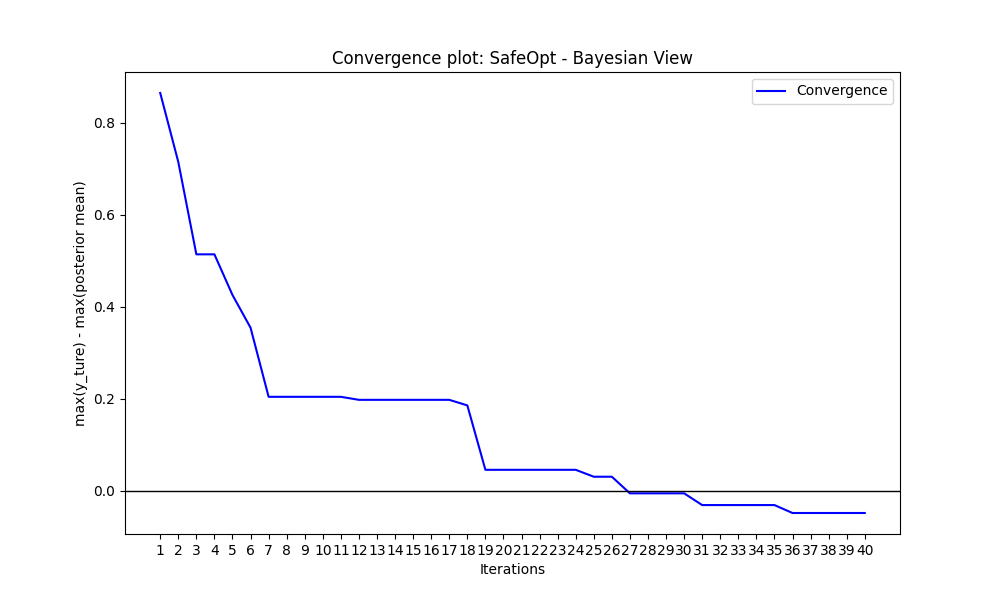 Convergence plot: SafeOpt - Bayesian View
Convergence
max(y_ture) - max(posterior mean)
0.8
0.6
0.4
0.2
0.0
1 2 3 4 5 6 7 8 9 10 11 12 13 14 15 16 17 18 19 20 21 22 23 24 25 26 27 28 29 30 31 32 33 34 35 36 37 38 39 40
Iterations